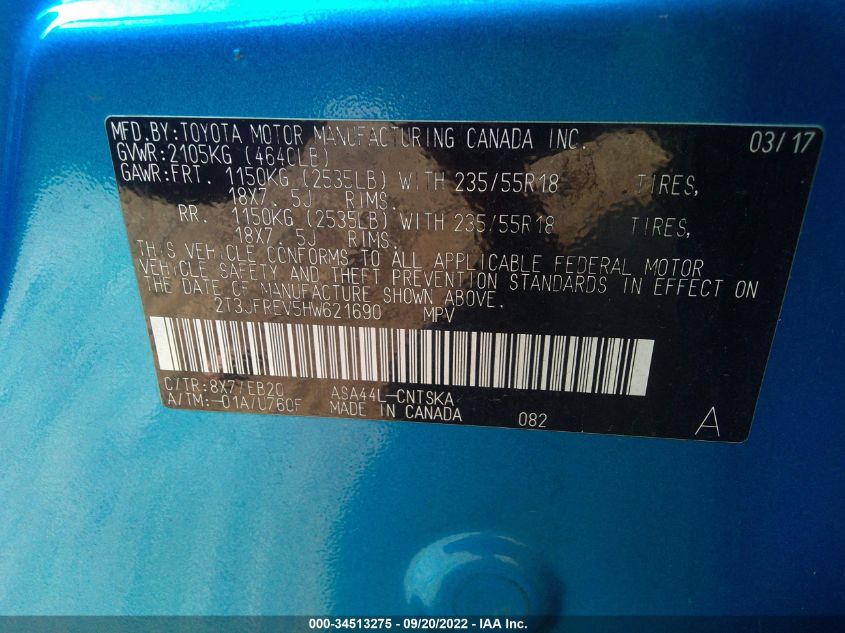 MFD.BY:TOYOTA MOTOR MANUFACTURING CANADA INC. 03/17
GVWR:2105KG (4640LB)
GAWR:FRT. 1150KG (2535LB) WITH 235/55R18 TIRES,
18X7.5J RIMS.
RR. 1150KG (2535LB) WITH 235/55R18 TIRES,
18X7.5J RIMS.
THIS VEHICLE CONFORMS TO ALL APPLICABLE FEDERAL MOTOR
VEHICLE SAFETY AND THEFT PREVENTION STANDARDS IN EFFECT ON
THE DATE OF MANUFACTURE SHOWN ABOVE.
2T3JFREV5HW621690 MPV
C/TR:8X7/EB20 ASA44L-CNTSKA
A/TM:-01A/U760F MADE IN CANADA 082 A
000-34513275 - 09/20/2022 - IAA Inc.